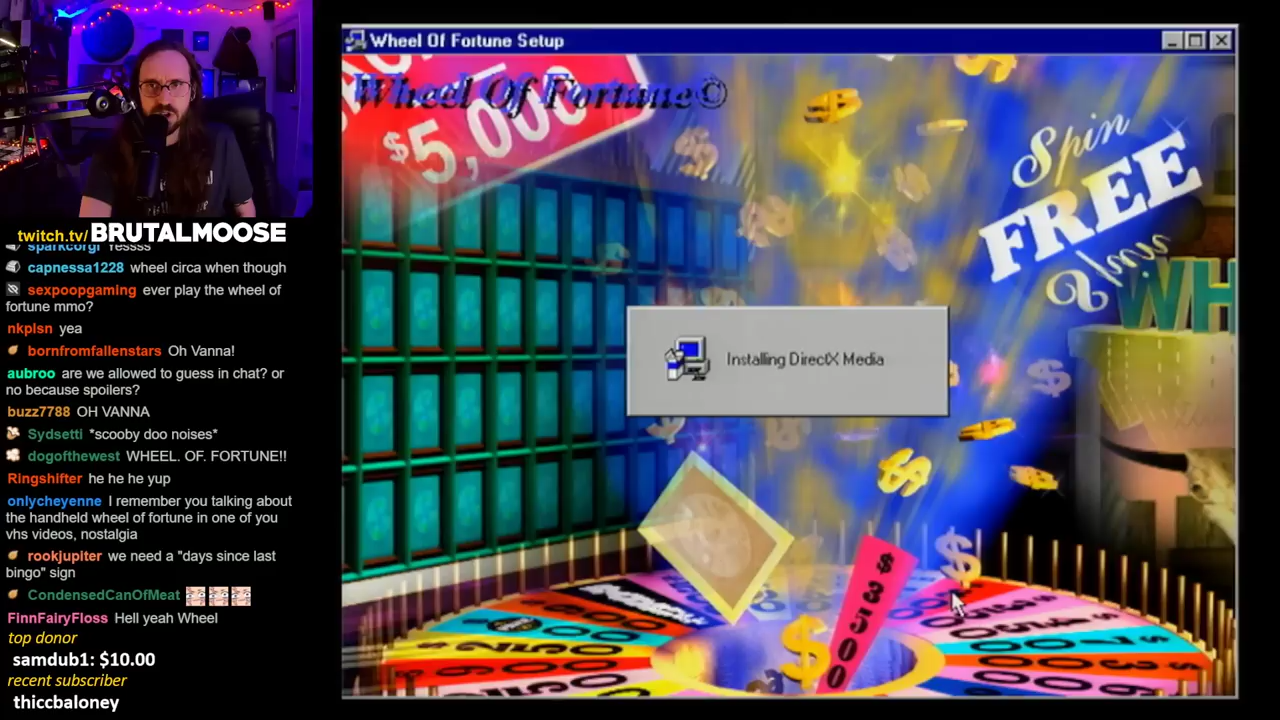 Wheel Of Fortune Setup
Wheel Of Fortune©
$5,000
Spin
FREE
WH
Installing DirectX Media
$3500
twitch.tv/BRUTALMOOSE
sparkcorgi Yessss
capnessa1228 wheel circa when though
sexpoopgaming ever play the wheel of
fortune mmo?
nkplsn yea
bornfromfallenstars Oh Vanna!
aubroo are we allowed to guess in chat? or
no because spoilers?
buzz7788 OH VANNA
Sydsetti *scooby doo noises*
dogofthewest WHEEL. OF. FORTUNE!!
Ringshifter he he he yup
onlycheyenne I remember you talking about
the handheld wheel of fortune in one of you
vhs videos, nostalgia
rookjupiter we need a "days since last
bingo" sign
CondensedCanOfMeat
FinnFairyFloss Hell yeah Wheel
top donor
samdub1: $10.00
recent subscriber
thiccbaloney